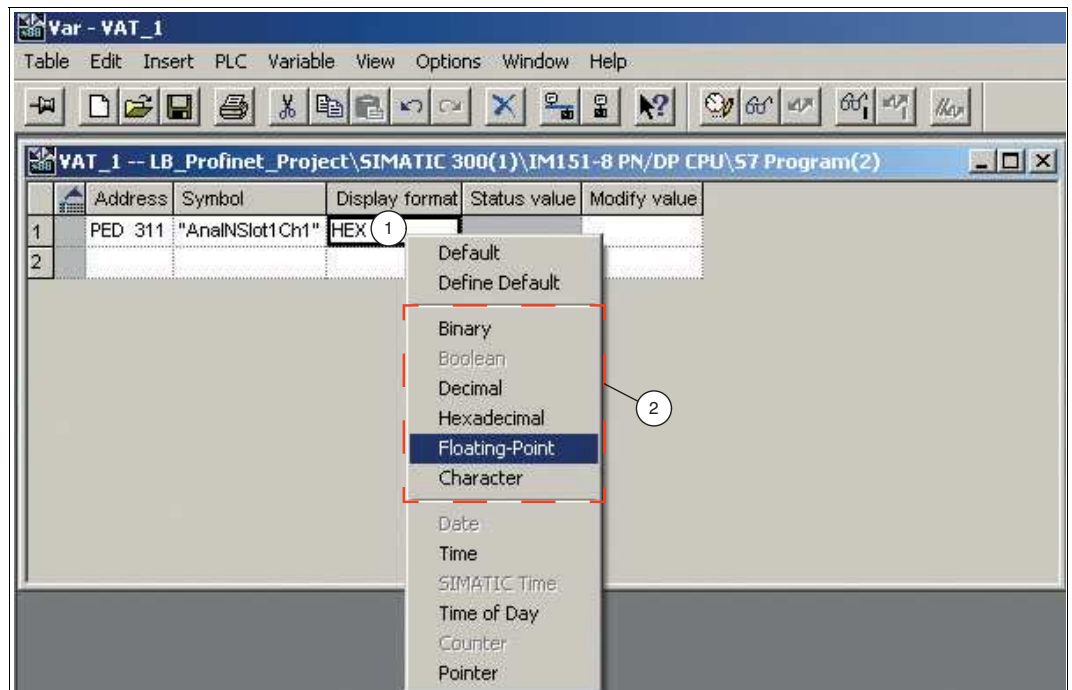 Var - VAT_1
Table Edit Insert PLC Variable View Options Window Help
VAT_1 -- LB_Profinet_Project\SIMATIC 300(1)\IM151-8 PN/DP CPU\S7 Program(2)
Address Symbol Display format Status value Modify value
1 PED 311 "AnalNSlot1Ch1" HEX 1
2
Default
Define Default
Binary
Boolean
Decimal
2
Hexadecimal
Floating-Point
Character
Date
Time
SIMATIC Time
Time of Day
Counter
Pointer